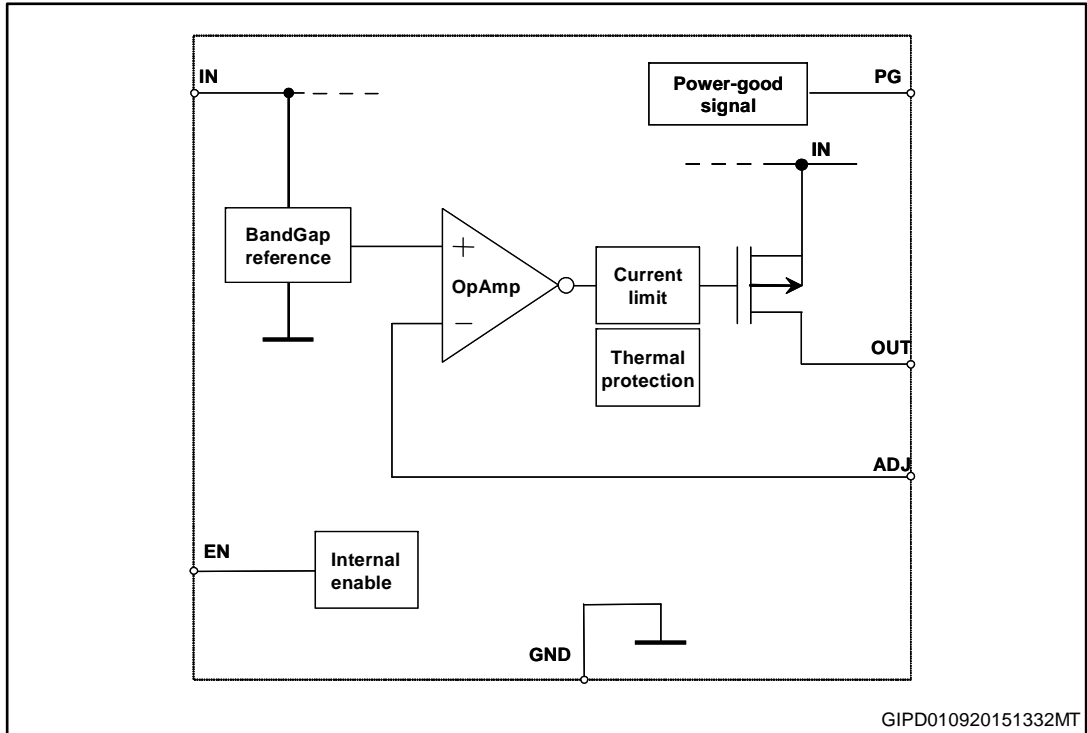 IN
Power-good
signal
PG
IN
BandGap
reference
+
OpAmp
−
Current
limit
Thermal
protection
OUT
ADJ
EN
Internal
enable
GND
GIPD010920151332MT